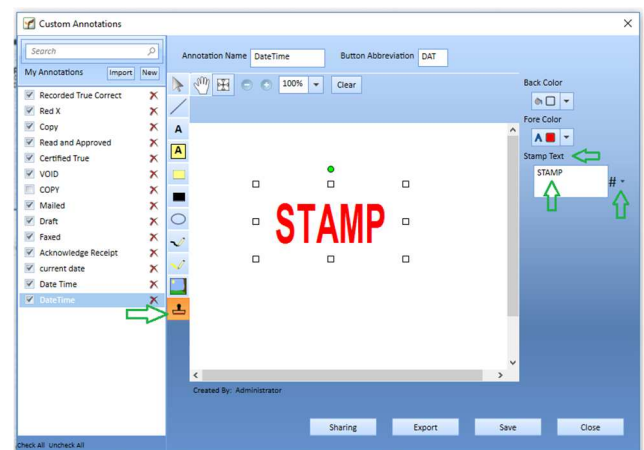 Custom Annotations
Search
My Annotations Import New
Recorded True Correct
Red X
Copy
Read and Approved
Certified True
VOID
COPY
Mailed
Draft
Faxed
Acknowledge Receipt
current date
Date Time
DateTime
Check All Uncheck All
Annotation Name DateTime Button Abbreviation DAT
100% Clear
A
A
STAMP
Back Color
Fore Color
A
Stamp Text
STAMP
#
Created By: Administrator
Sharing Export Save Close